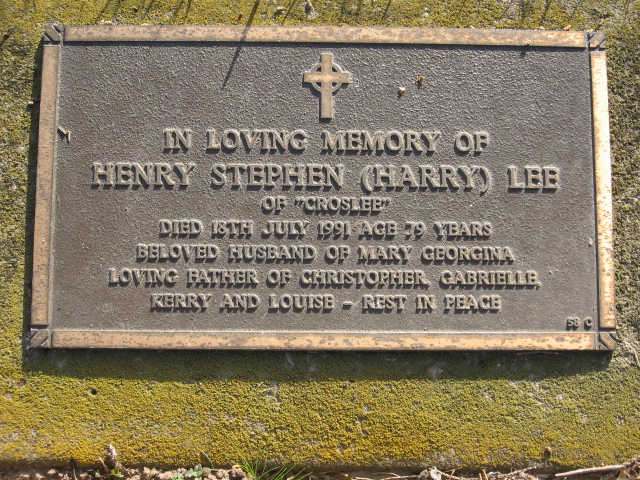 IN LOVING MEMORY OF
HENRY STEPHEN (HARRY) LEE
OF "CROSLEE"
DIED 18TH JULY 1991 AGE 79 YEARS
BELOVED HUSBAND OF MARY GEORGINA
LOVING FATHER OF CHRISTOPHER, GABRIELLE,
KERRY AND LOUISE - REST IN PEACE